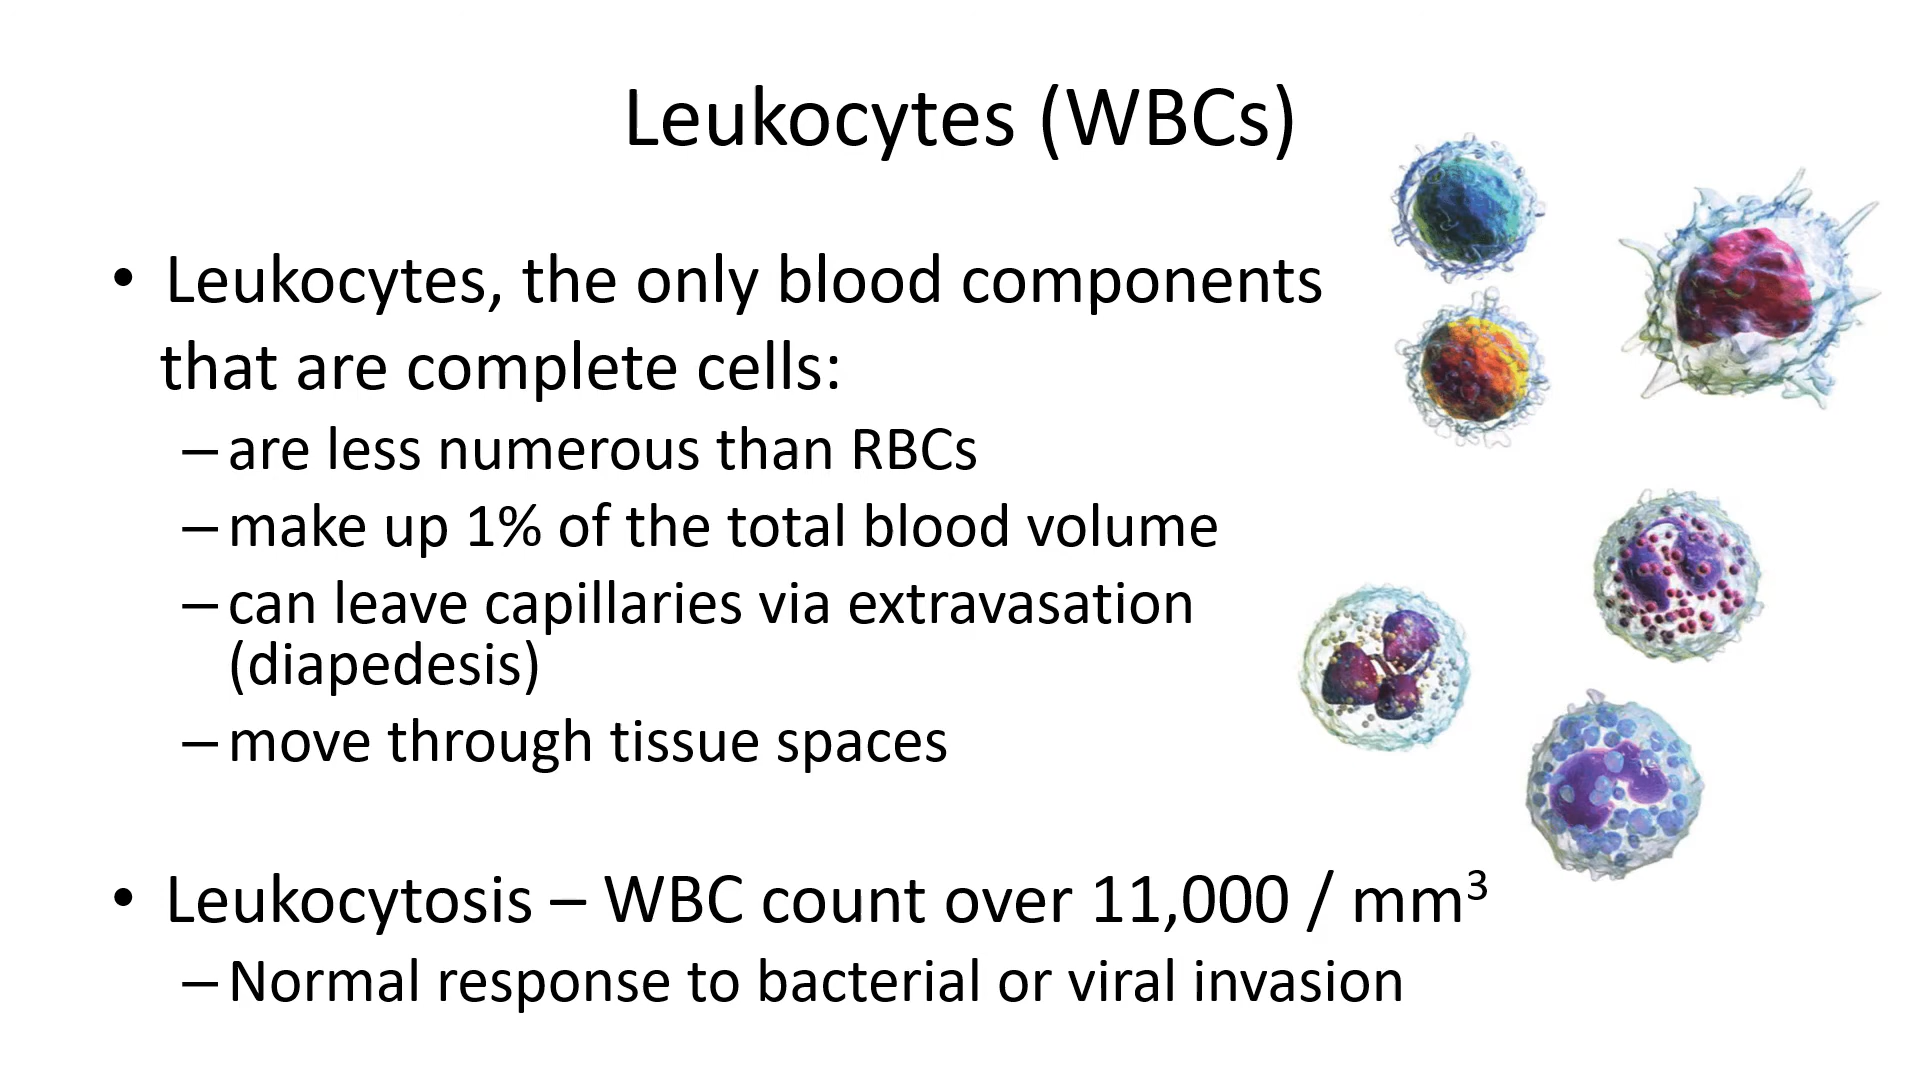 Leukocytes (WBCs)
• Leukocytes, the only blood components
that are complete cells:
– are less numerous than RBCs
– make up 1% of the total blood volume
– can leave capillaries via extravasation
(diapedesis)
– move through tissue spaces
• Leukocytosis – WBC count over 11,000 / mm³
– Normal response to bacterial or viral invasion